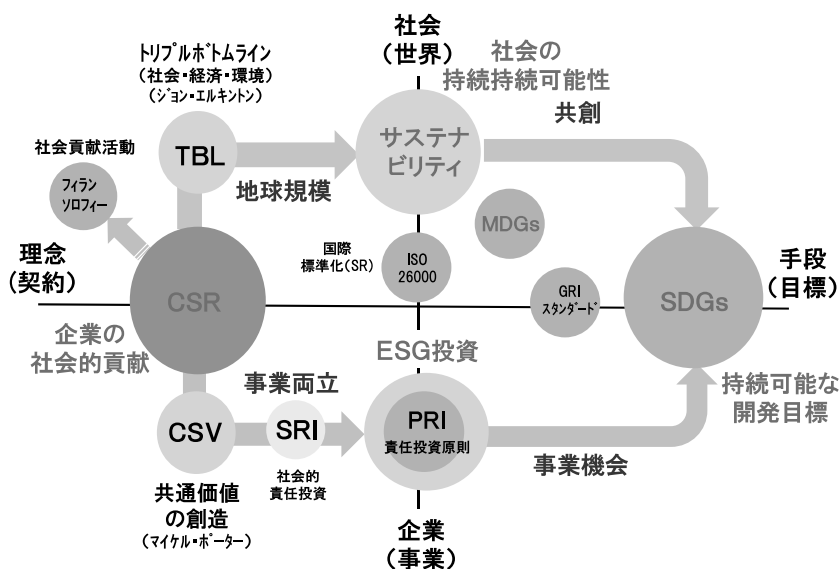 トリプルボトムライン
(社会・経済・環境)
(ジョン・エルキントン)
社会
(世界)
社会の
持続持続可能性
共創
社会貢献活動
TBL
サステナ
ビリティ
フィラン
ソロフィー
地球規模
MDGs
理念
(契約)
国際
標準化(SR)
ISO
26000
手段
(目標)
CSR
GRI
スタンダード
SDGs
企業の
社会的貢献
ESG投資
事業両立
持続可能な
開発目標
CSV
SRI
PRI
責任投資原則
事業機会
社会的
責任投資
共通価値
の創造
(マイケル・ポーター)
企業
(事業)